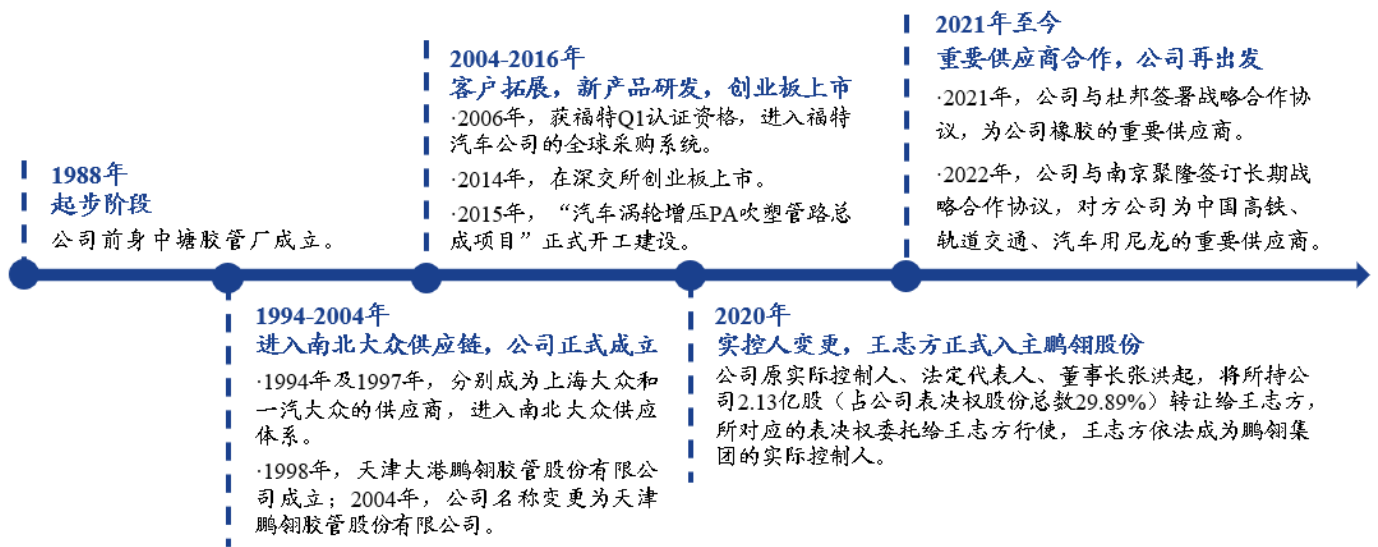 1988年
起步阶段
公司前身中塘胶管厂成立。
1994-2004年
进入南北大众供应链，公司正式成立
·1994年及1997年，分别成为上海大众和
一汽大众的供应商，进入南北大众供应
体系。
·1998年，天津大港鹏翎胶管股份有限公
司成立；2004年，公司名称变更为天津
鹏翎胶管股份有限公司。
2004-2016年
客户拓展，新产品研发，创业板上市
·2006年，获福特Q1认证资格，进入福特
汽车公司的全球采购系统。
·2014年，在深交所创业板上市。
·2015年，“汽车涡轮增压PA吹塑管路总
成项目”正式开工建设。
2020年
实控人变更，王志方正式入主鹏翎股份
公司原实际控制人、法定代表人、董事长张洪起，将所持公
司2.13亿股（占公司表决权股份总数29.89%）转让给王志方，
所对应的表决权委托给王志方行使，王志方依法成为鹏翎集
团的实际控制人。
2021年至今
重要供应商合作，公司再出发
·2021年，公司与杜邦签署战略合作协
议，为公司橡胶的重要供应商。
·2022年，公司与南京聚隆签订长期战
略合作协议，对方公司为中国高铁、
轨道交通、汽车用尼龙的重要供应商。